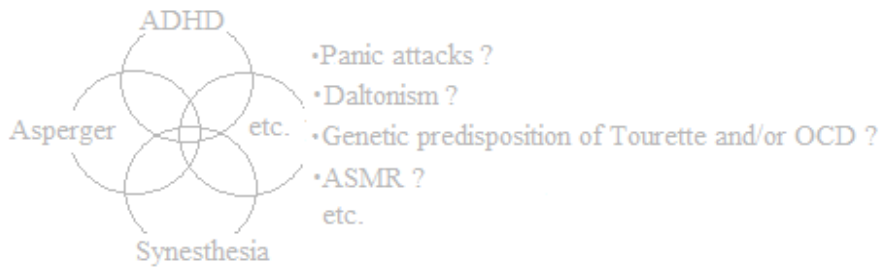 ADHD
Asperger
etc.
Synesthesia
·Panic attacks ?
·Daltonism ?
·Genetic predisposition of Tourette and/or OCD ?
·ASMR ?
etc.